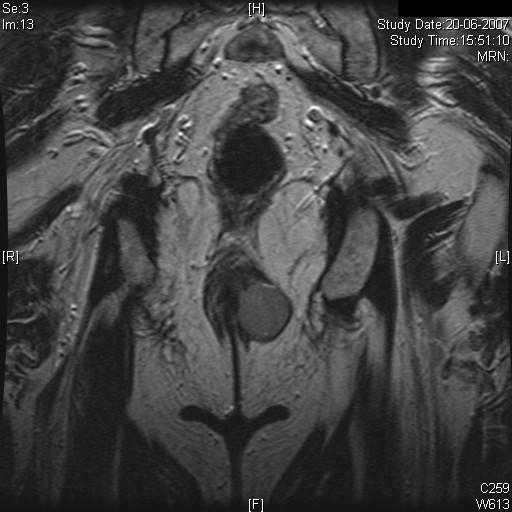 Se:3
Im:13
[H]
Study Date:20-06-2007
Study Time:15:51:10
MRN:
[R]
[L]
[F]
C259
W613